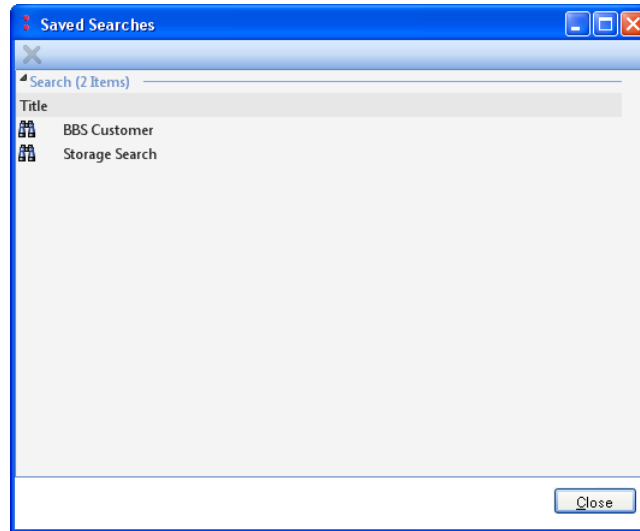 Saved Searches
Search (2 Items)
Title
BBS Customer
Storage Search
Close